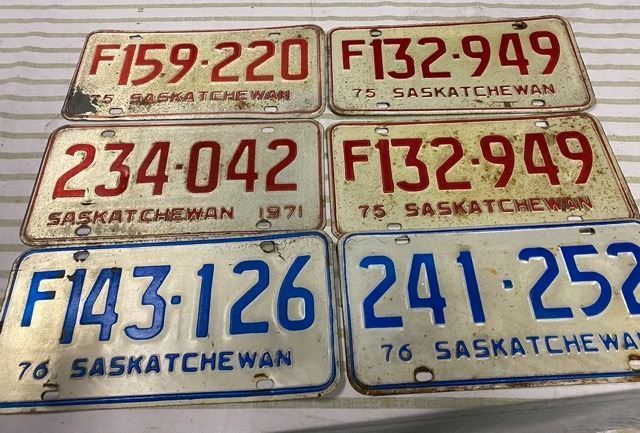 F159·220
75 SASKATCHEWAN
F132·949
75 SASKATCHEWAN
234·042
SASKATCHEWAN 1971
F132·949
75 SASKATCHEWAN
F143·126
76 SASKATCHEWAN
241·252
76 SASKATCHEWAN